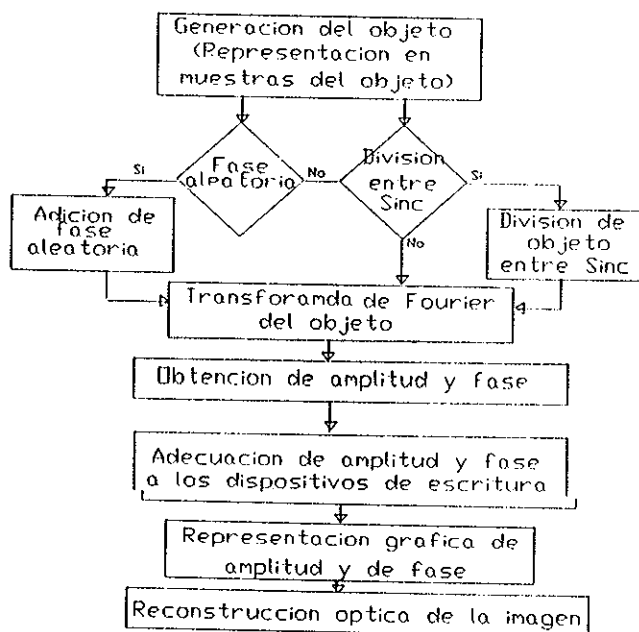 Generacion del objeto
(Representacion en
muestras del objeto)
Si
Fase
aleatoria
No
Division
entre
Sinc
Si
No
Adicion de
fase
aleatoria
Division de
objeto
entre Sinc
Transforamda de Fourier
del objeto
Obtencion de amplitud y fase
Adecuacion de amplitud y fase
a los dispositivos de escritura
Representacion grafica de
amplitud y de fase
Reconstruccion optica de la imagen